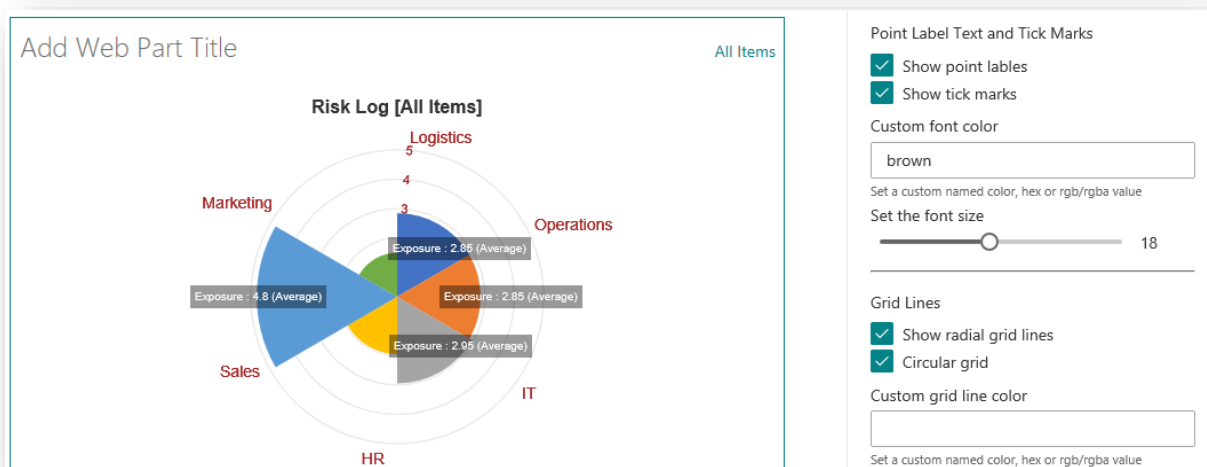 Add Web Part Title
All Items
Risk Log [All Items]
Logistics
5
4
3
Marketing
Operations
Exposure : 2.85 (Average)
Exposure : 4.8 (Average)
Exposure : 2.85 (Average)
Exposure : 2.95 (Average)
Sales
IT
HR
Point Label Text and Tick Marks
Show point lables
Show tick marks
Custom font color
brown
Set a custom named color, hex or rgb/rgba value
Set the font size
18
Grid Lines
Show radial grid lines
Circular grid
Custom grid line color
Set a custom named color, hex or rgb/rgba value